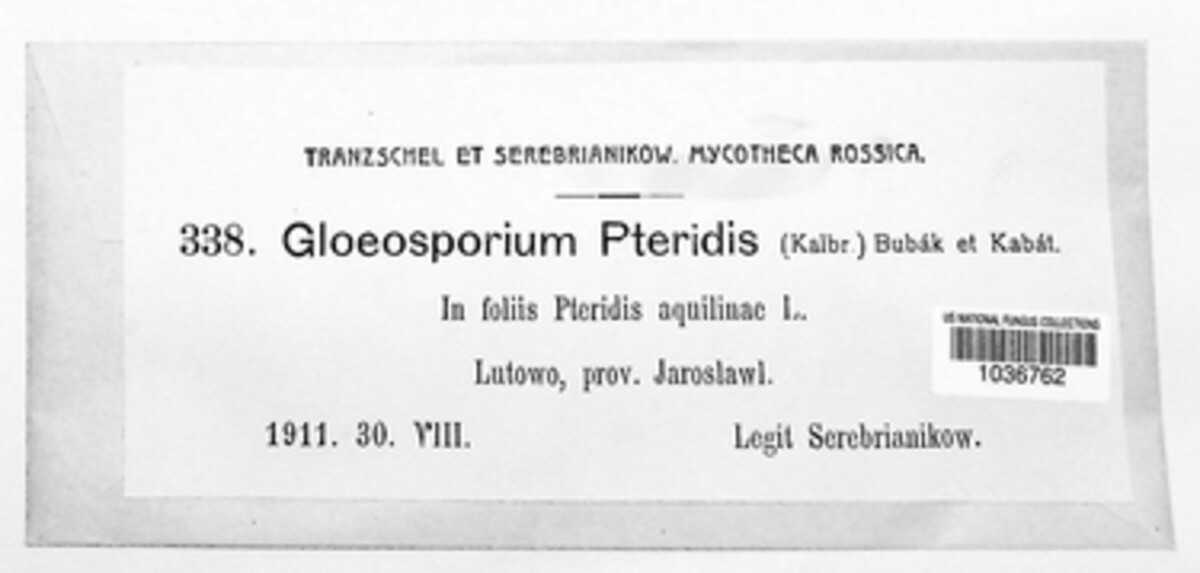 TRANZSCHEL ET SEREBRIANIKOW. MYCOTHECA ROSSICA.
338. Gloeosporium Pteridis (Kalbr.) Bubák et Kabát.
In foliis Pteridis aquilinae L.
Lutowo, prov. Jaroslawl.
1911. 30. VIII.
Legit Serebrianikow.
US NATIONAL FUNGUS COLLECTIONS
1036762